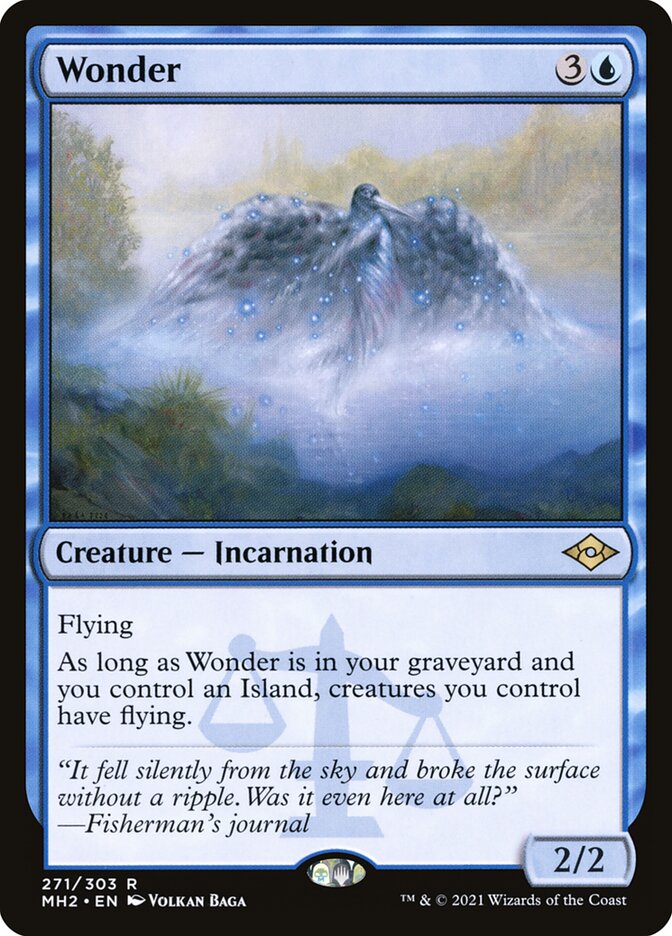 Wonder 3
Creature — Incarnation
Flying
As long as Wonder is in your graveyard and
you control an Island, creatures you control
have flying.
“It fell silently from the sky and broke the surface
without a ripple. Was it even here at all?”
—Fisherman’s journal
2/2
271/303 R
MH2 • EN Volkan Baga
™ & © 2021 Wizards of the Coast